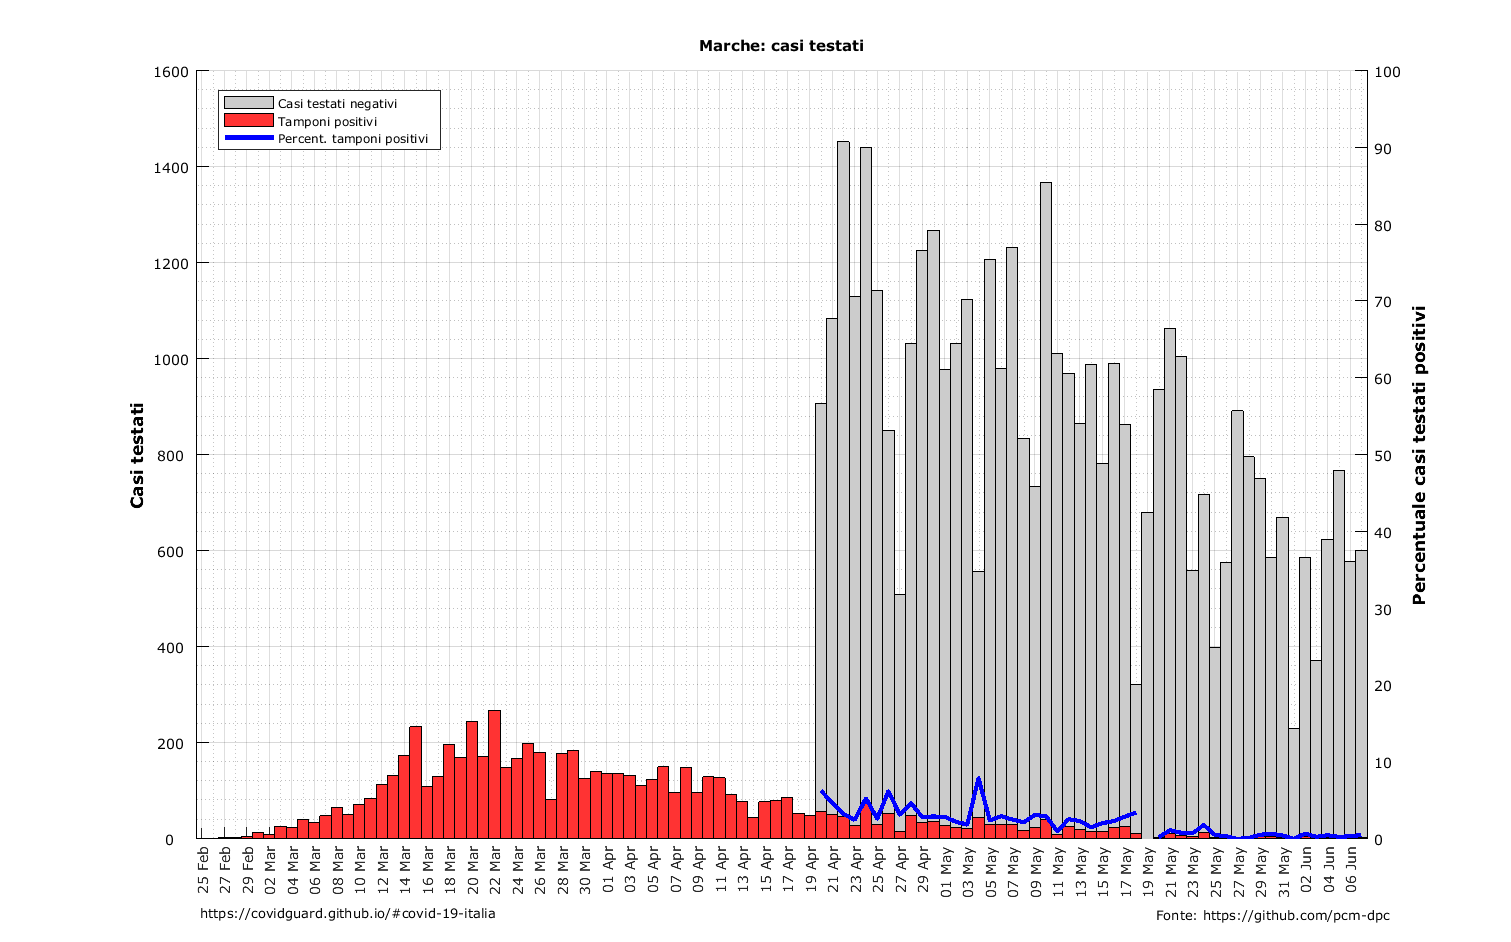 Marche: casi testati
1600
1400
1200
1000
800
600
400
200
0
Casi testati
Casi testati negativi
Tamponi positivi
Percent. tamponi positivi
100
90
80
70
60
50
40
30
20
10
0
Percentuale casi testati positivi
25 Feb
27 Feb
29 Feb
02 Mar
04 Mar
06 Mar
08 Mar
10 Mar
12 Mar
14 Mar
16 Mar
18 Mar
20 Mar
22 Mar
24 Mar
26 Mar
28 Mar
30 Mar
01 Apr
03 Apr
05 Apr
07 Apr
09 Apr
11 Apr
13 Apr
15 Apr
17 Apr
19 Apr
21 Apr
23 Apr
25 Apr
27 Apr
29 Apr
01 May
03 May
05 May
07 May
09 May
11 May
13 May
15 May
17 May
19 May
21 May
23 May
25 May
27 May
29 May
31 May
02 Jun
04 Jun
06 Jun
https://covidguard.github.io/#covid-19-italia
Fonte: https://github.com/pcm-dpc